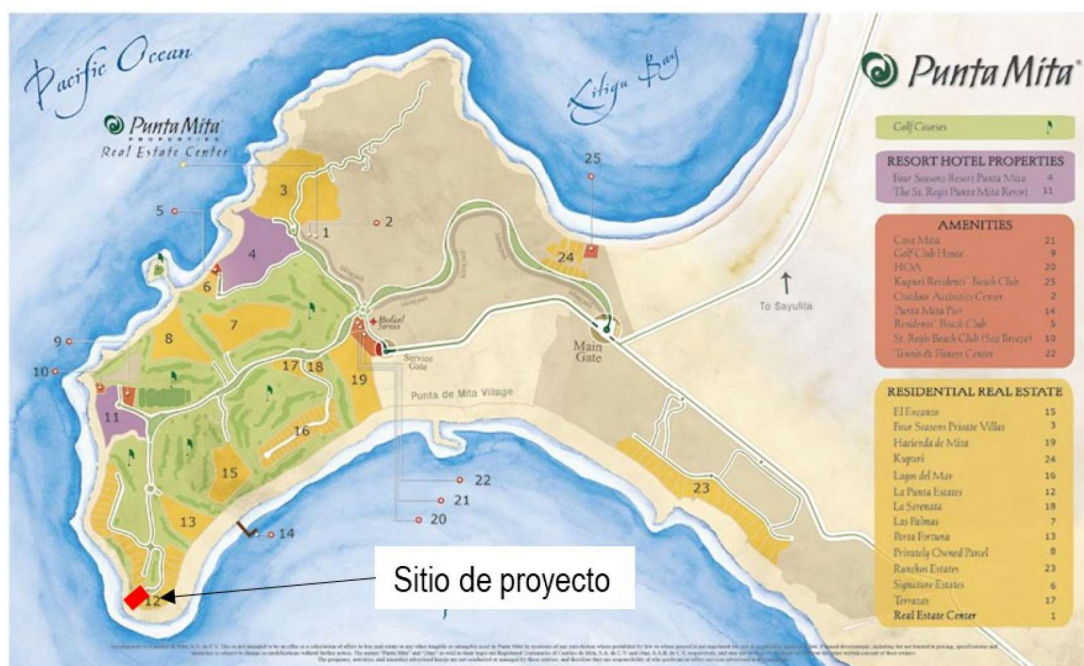 Pacific Ocean
Litigu Bay
Punta Mita
PROPERTIES
Real Estate Center
Punta Mita
Golf Courses
RESORT HOTEL PROPERTIES
Four Seasons Resort Punta Mita 4
The St. Regis Punta Mita Resort 11
AMENITIES
Casa Mita 21
Golf Club House 9
HOA 20
Kupuri Residents' Beach Club 25
Outdoor Activities Center 2
Punta Mita Pier 14
Residents' Beach Club 5
St. Regis Beach Club (Sea Breeze) 10
Tennis & Fitness Center 22
RESIDENTIAL REAL ESTATE
El Encanto 15
Four Seasons Private Villas 3
Hacienda de Mita 19
Kupuri 24
Lagos del Mar 16
La Punta Estates 12
La Serenata 18
Las Palmas 7
Porta Fortuna 13
Privately Owned Parcel 8
Ranchos Estates 23
Signature Estates 6
Terrazas 17
Real Estate Center 1
25
3
5
1
2
4
24
To Sayulita
6
7
8
Medical
Service
Main
Gate
Service
Gate
9
10
17
18
19
Punta de Mita Village
11
16
15
22
23
21
20
13
14
12
Sitio de proyecto